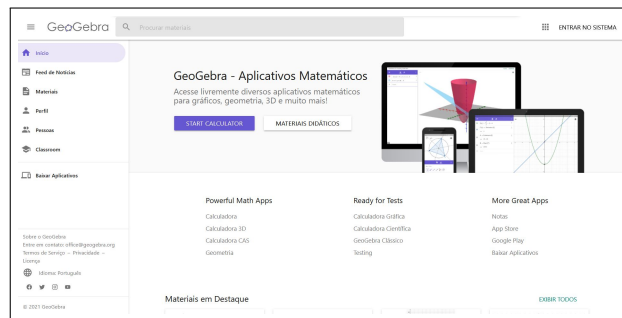 GeoGebra
Procurar materiais
ENTRAR NO SISTEMA
Início
Feed de Notícias
Materiais
Perfil
Pessoas
Classroom
Baixar Aplicativos
Sobre o GeoGebra
Entre em contato: office@geogebra.org
Termos de Serviço – Privacidade –
Licença
Idioma: Português
© 2021 GeoGebra
GeoGebra - Aplicativos Matemáticos
Acesse livremente diversos aplicativos matemáticos
para gráficos, geometria, 3D e muito mais!
START CALCULATOR
MATERIAIS DIDÁTICOS
Powerful Math Apps
Calculadora
Calculadora 3D
Calculadora CAS
Geometria
Ready for Tests
Calculadora Gráfica
Calculadora Científica
GeoGebra Clássico
Testing
More Great Apps
Notas
App Store
Google Play
Baixar Aplicativos
Materiais em Destaque
EXIBIR TODOS